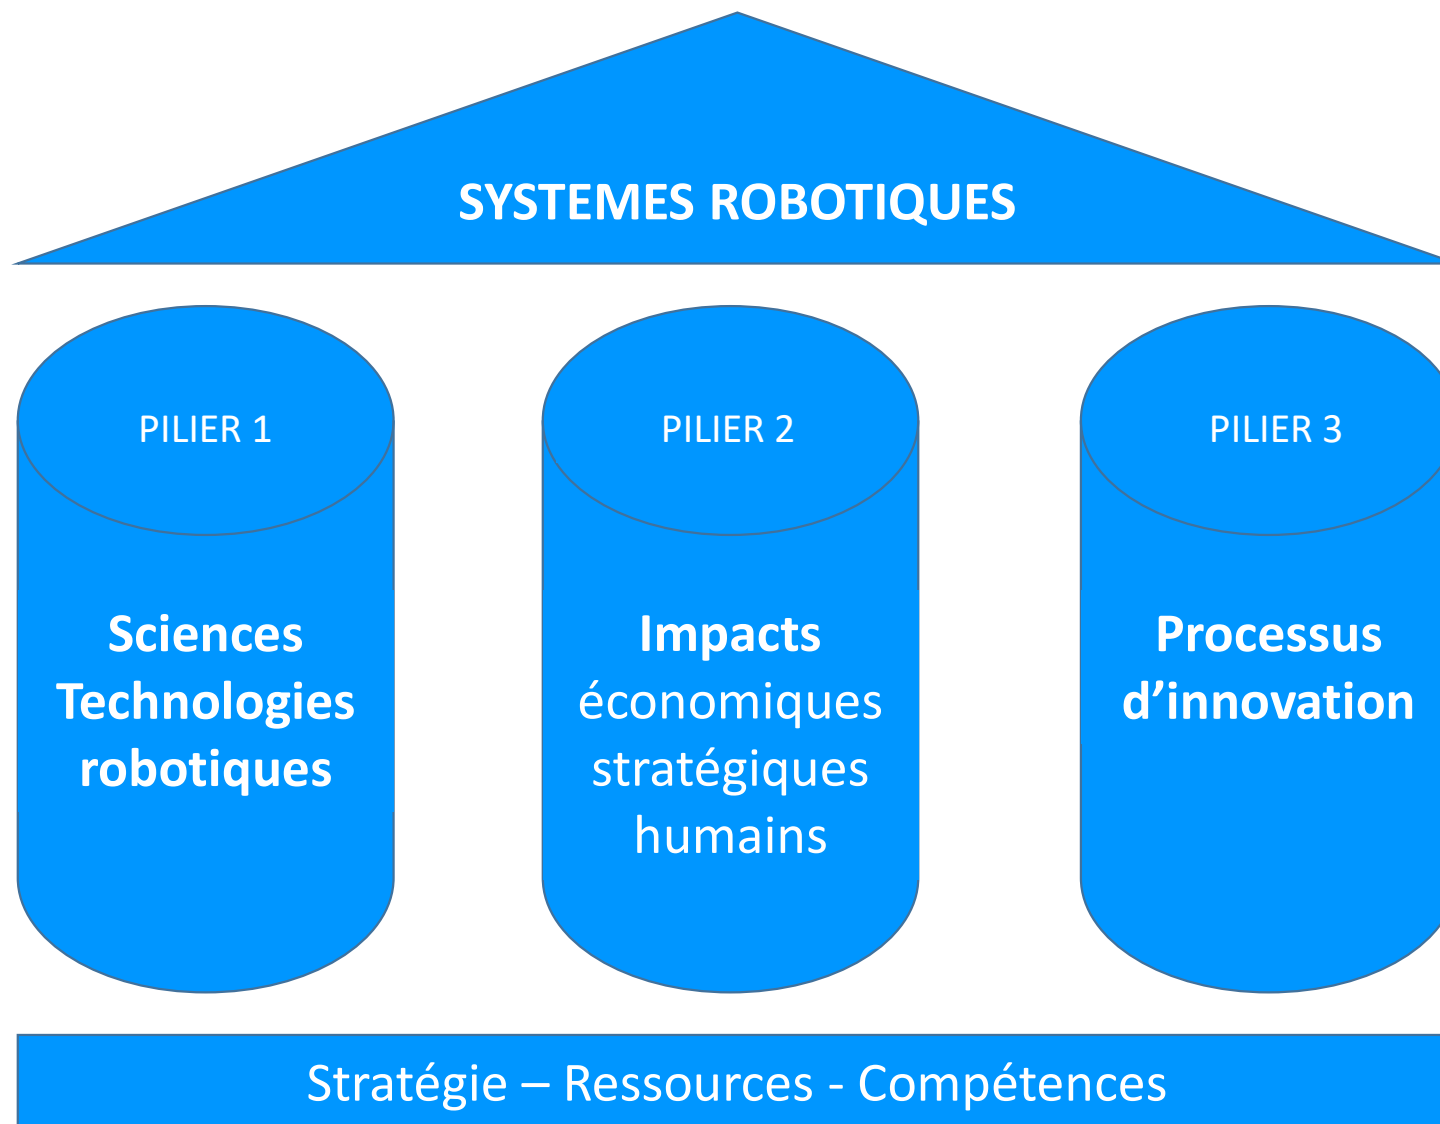 SYSTEMES ROBOTIQUES
PILIER 1
Sciences
Technologies
robotiques
PILIER 2
Impacts
économiques
stratégiques
humains
PILIER 3
Processus
d’innovation
Stratégie – Ressources - Compétences